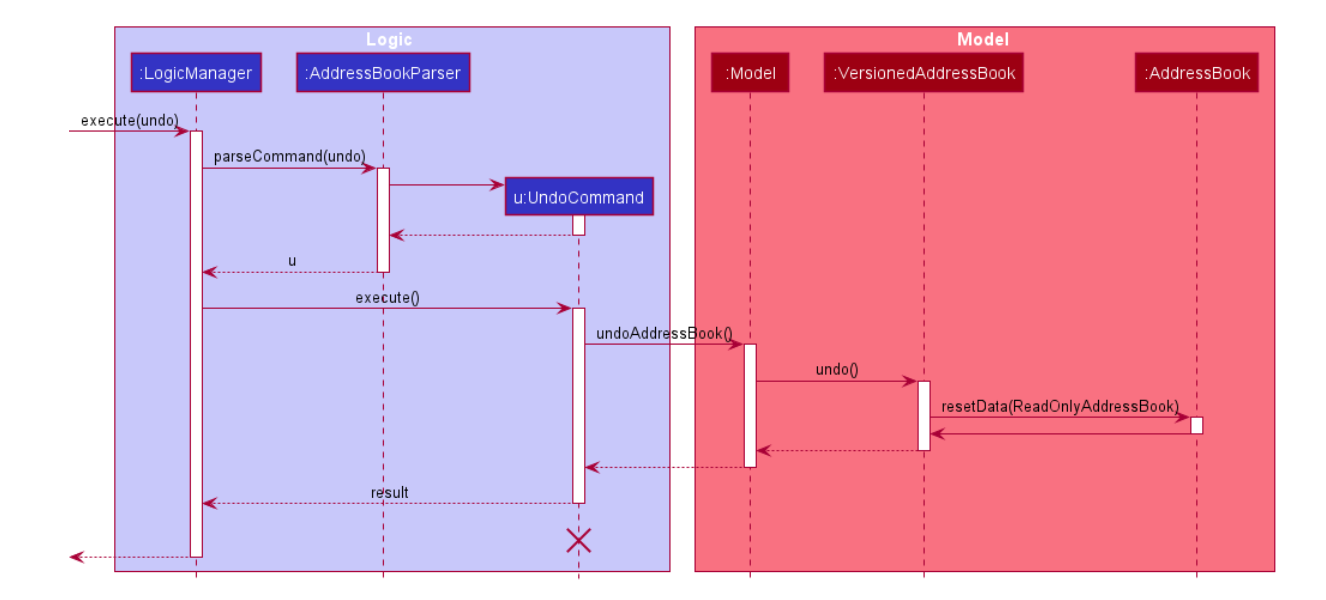 Logic
Model
:LogicManager
:AddressBookParser
:Model
:VersionedAddressBook
:AddressBook
execute(undo)
parseCommand(undo)
u:UndoCommand
u
execute()
undoAddressBook()
undo()
resetData(ReadOnlyAddressBook)
result